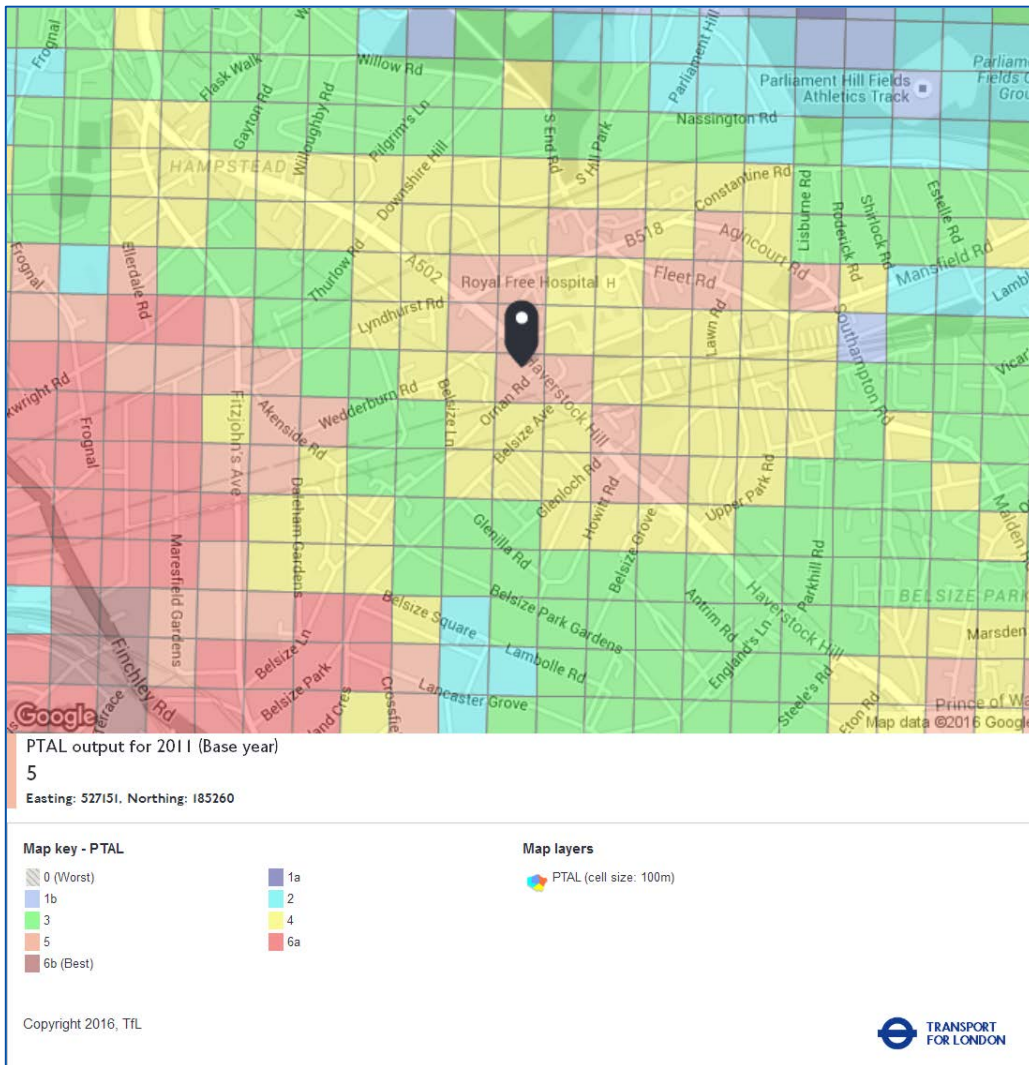 Frognal
Flask Walk
Gayton Rd
Willoughby Rd
Willow Rd
Pilgrim's Ln
Downshire Hill
S End Rd
S Hill Park
Parliament Hill
Parliament Hill Fields
Athletics Track
Nassington Rd
HAMPSTEAD
Constantine Rd
Lisburne Rd
Roderick Rd
Shirlock Rd
Estelle Rd
Mansfield Rd
Frognal
Ellerdale Rd
Thurlow Rd
A502
B518
Agincourt Rd
Royal Free Hospital H
Fleet Rd
Lyndhurst Rd
Lawn Rd
Southampton Rd
Frognal
Fitzjohn's Ave
Akenside Rd
Wedderburn Rd
Belsize Ln
Ornan Rd
Belsize Ave
Haverstock Hill
Glenloch Rd
Howitt Rd
Upper Park Rd
Maresfield Gardens
Daleham Gardens
Glenilla Rd
Belsize Grove
Parkhill Rd
BELSIZE PARK
Belsize Square
Belsize Park Gardens
Antrim Rd
Haverstock Hill
England's Ln
Marsden
Finchley Rd
Belsize Ln
Belsize Park
Lambolle Rd
Lancaster Grove
Steele's Rd
Eton Rd
Google
Map data ©2016 Google
PTAL output for 2011 (Base year)
5
Easting: 527151, Northing: 185260
Map key - PTAL
0 (Worst)
1a
1b
2
3
4
5
6a
6b (Best)
Map layers
PTAL (cell size: 100m)
Copyright 2016, TfL
TRANSPORT
FOR LONDON